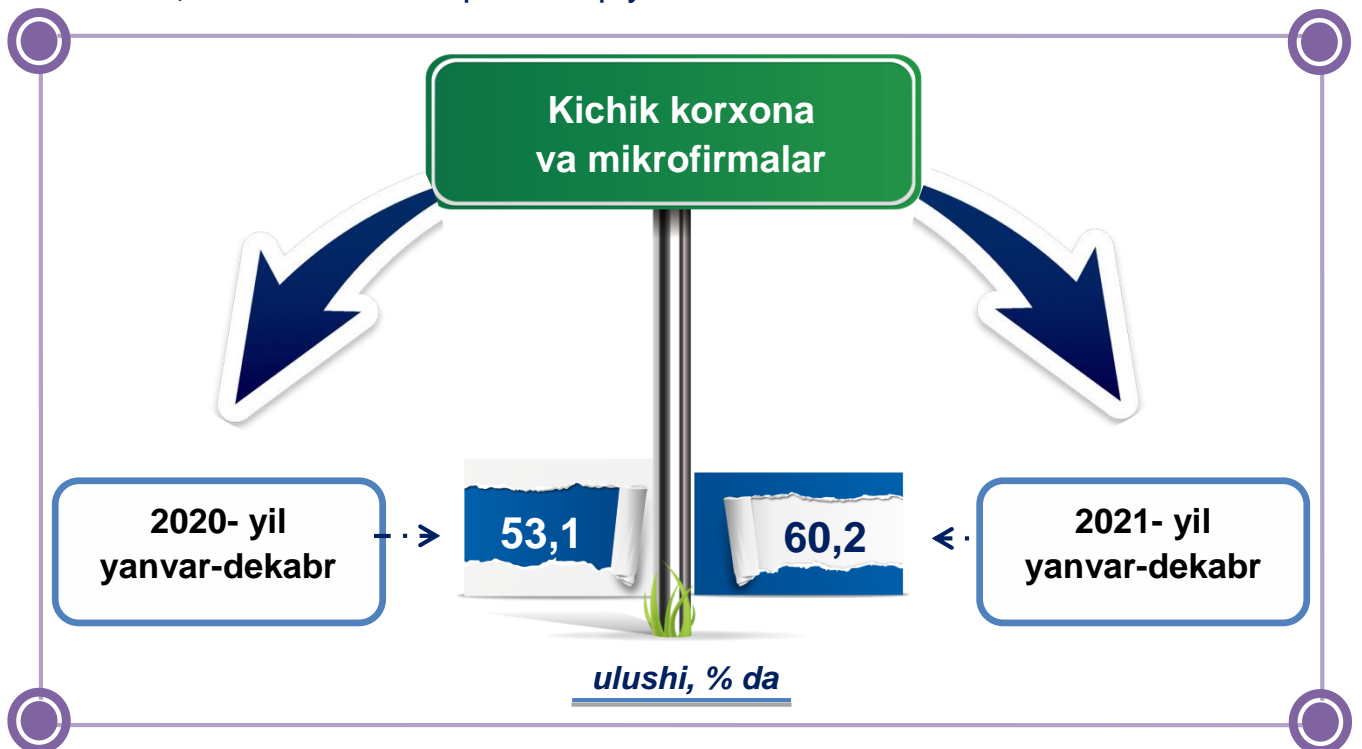 Kichik korxona
va mikrofirmalar
2020- yil
yanvar-dekabr
53,1
60,2
2021- yil
yanvar-dekabr
ulushi, % da